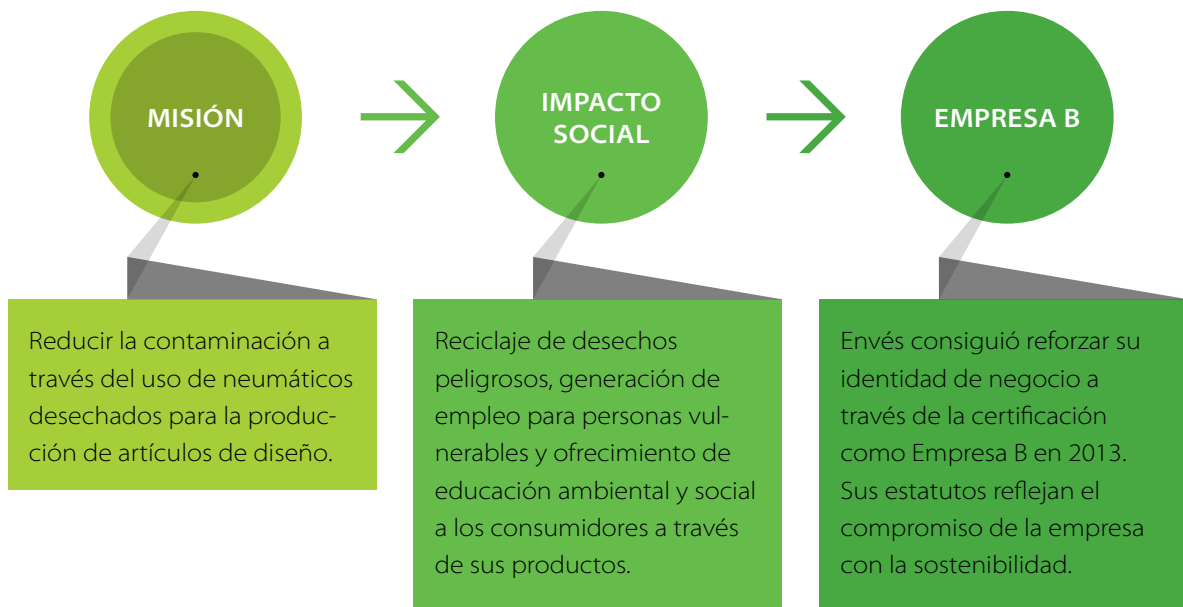 MISIÓN
IMPACTO
SOCIAL
EMPRESA B
Reducir la contaminación a
través del uso de neumáticos
desechados para la produc-
ción de artículos de diseño.
Reciclaje de desechos
peligrosos, generación de
empleo para personas vul-
nerables y ofrecimiento de
educación ambiental y social
a los consumidores a través
de sus productos.
Envés consiguió reforzar su
identidad de negocio a
través de la certificación
como Empresa B en 2013.
Sus estatutos reflejan el
compromiso de la empresa
con la sostenibilidad.